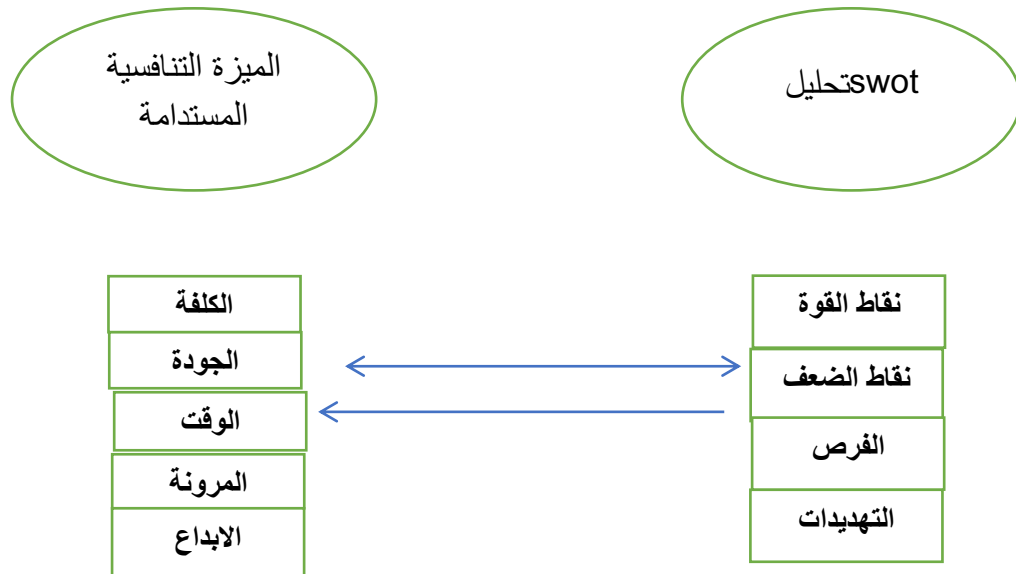 تحليلswot
الميزة التنافسية
المستدامة
نقاط القوة
نقاط الضعف
الفرص
التهديدات
الكلفة
الجودة
الوقت
المرونة
الابداع